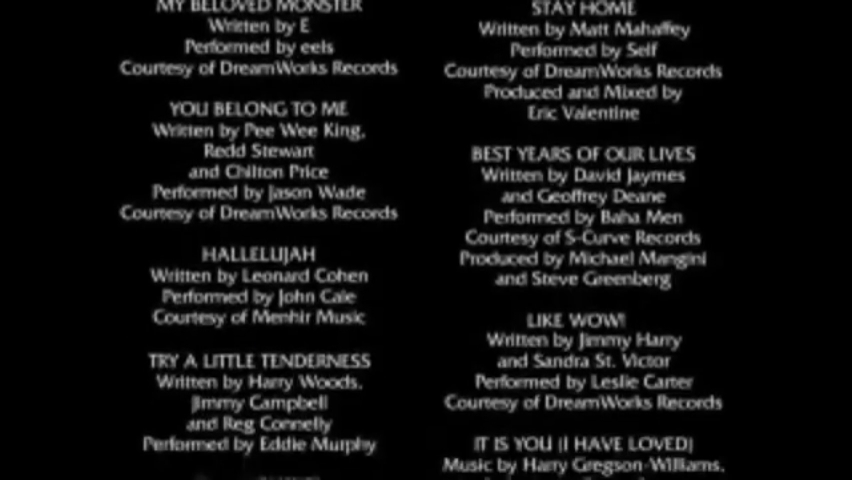 MY BELOVED MONSTER
Written by E
Performed by eels
Courtesy of DreamWorks Records
YOU BELONG TO ME
Written by Pee Wee King,
Redd Stewart
and Chilton Price
Performed by Jason Wade
Courtesy of DreamWorks Records
HALLELUJAH
Written by Leonard Cohen
Performed by John Cale
Courtesy of Menhir Music
TRY A LITTLE TENDERNESS
Written by Harry Woods,
Jimmy Campbell
and Reg Connelly
Performed by Eddie Murphy
STAY HOME
Written by Matt Mahaffey
Performed by Self
Courtesy of DreamWorks Records
Produced and Mixed by
Eric Valentine
BEST YEARS OF OUR LIVES
Written by David Jaymes
and Geoffrey Deane
Performed by Baha Men
Courtesy of S-Curve Records
Produced by Michael Mangini
and Steve Greenberg
LIKE WOW!
Written by Jimmy Harry
and Sandra St. Victor
Performed by Leslie Carter
Courtesy of DreamWorks Records
IT IS YOU (I HAVE LOVED)
Music by Harry Gregson-Williams,